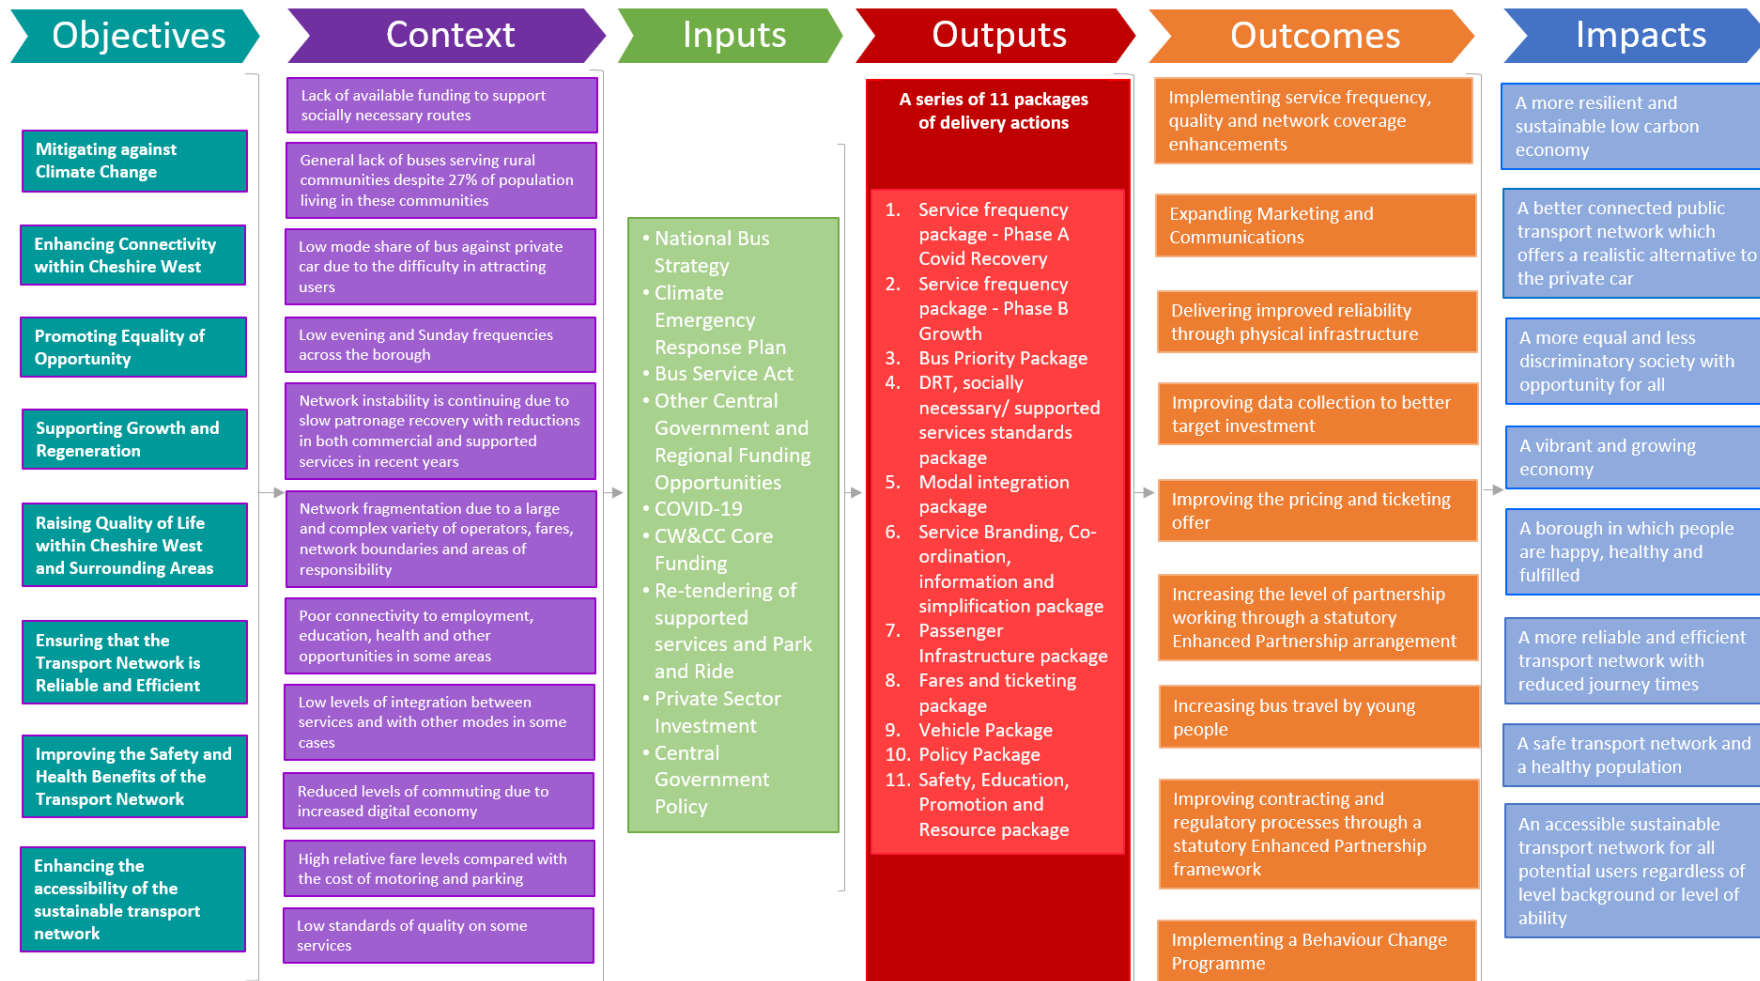 Objectives
Context
Inputs
Outputs
Outcomes
Impacts
Mitigating against
Climate Change
Enhancing Connectivity
within Cheshire West
Promoting Equality of
Opportunity
Supporting Growth and
Regeneration
Raising Quality of Life
within Cheshire West
and Surrounding Areas
Ensuring that the
Transport Network is
Reliable and Efficient
Improving the Safety and
Health Benefits of the
Transport Network
Enhancing the
accessibility of the
sustainable transport
network
Lack of available funding to support
socially necessary routes
General lack of buses serving rural
communities despite 27% of population
living in these communities
Low mode share of bus against private
car due to the difficulty in attracting
users
Low evening and Sunday frequencies
across the borough
Network instability is continuing due to
slow patronage recovery with reductions
in both commercial and supported
services in recent years
Network fragmentation due to a large
and complex variety of operators, fares,
network boundaries and areas of
responsibility
Poor connectivity to employment,
education, health and other
opportunities in some areas
Low levels of integration between
services and with other modes in some
cases
Reduced levels of commuting due to
increased digital economy
High relative fare levels compared with
the cost of motoring and parking
Low standards of quality on some
services
• National Bus
Strategy
• Climate
Emergency
Response Plan
• Bus Service Act
• Other Central
Government and
Regional Funding
Opportunities
• COVID-19
• CW&CC Core
Funding
• Re-tendering of
supported
services and Park
and Ride
• Private Sector
Investment
• Central
Government
Policy
A series of 11 packages
of delivery actions
1. Service frequency
package - Phase A
Covid Recovery
2. Service frequency
package - Phase B
Growth
3. Bus Priority Package
4. DRT, socially
necessary/ supported
services standards
package
5. Modal integration
package
6. Service Branding, Co-
ordination,
information and
simplification package
7. Passenger
Infrastructure package
8. Fares and ticketing
package
9. Vehicle Package
10. Policy Package
11. Safety, Education,
Promotion and
Resource package
Implementing service frequency,
quality and network coverage
enhancements
Expanding Marketing and
Communications
Delivering improved reliability
through physical infrastructure
Improving data collection to better
target investment
Improving the pricing and ticketing
offer
Increasing the level of partnership
working through a statutory
Enhanced Partnership arrangement
Increasing bus travel by young
people
Improving contracting and
regulatory processes through a
statutory Enhanced Partnership
framework
Implementing a Behaviour Change
Programme
A more resilient and
sustainable low carbon
economy
A better connected public
transport network which
offers a realistic alternative to
the private car
A more equal and less
discriminatory society with
opportunity for all
A vibrant and growing
economy
A borough in which people
are happy, healthy and
fulfilled
A more reliable and efficient
transport network with
reduced journey times
A safe transport network and
a healthy population
An accessible sustainable
transport network for all
potential users regardless of
level background or level of
ability